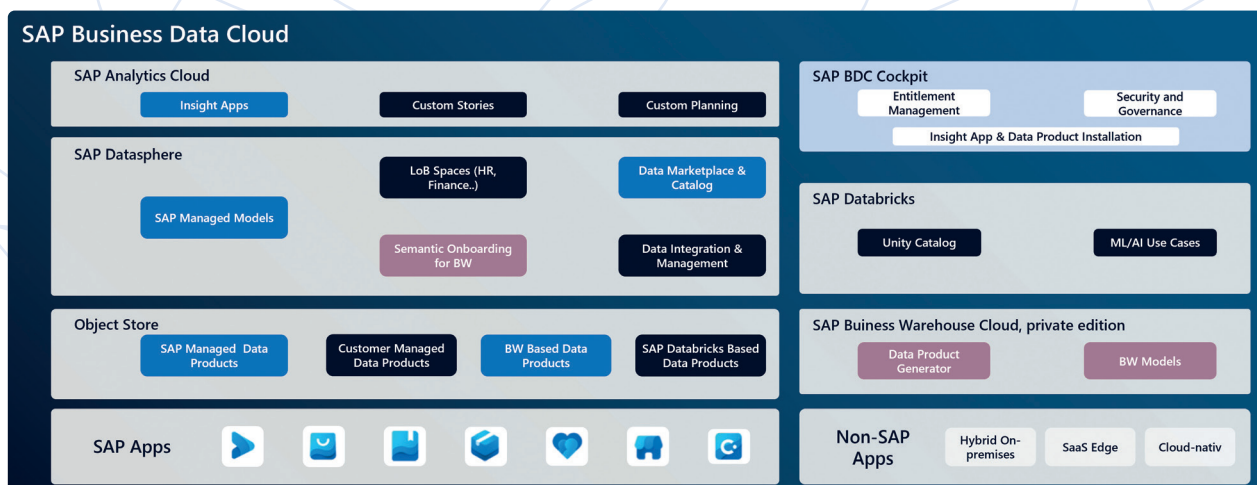 SAP Business Data Cloud
SAP Analytics Cloud
Insight Apps
Custom Stories
Custom Planning
SAP Datasphere
SAP Managed Models
LoB Spaces (HR,
Finance..)
Data Marketplace &
Catalog
Semantic Onboarding
for BW
Data Integration &
Management
Object Store
SAP Managed Data
Products
Customer Managed
Data Products
BW Based Data
Products
SAP Databricks Based
Data Products
SAP Apps
SAP BDC Cockpit
Entitlement
Management
Security and
Governance
Insight App & Data Product Installation
SAP Databricks
Unity Catalog
ML/AI Use Cases
SAP Buiness Warehouse Cloud, private edition
Data Product
Generator
BW Models
Non-SAP
Apps
Hybrid On-
premises
SaaS Edge
Cloud-nativ